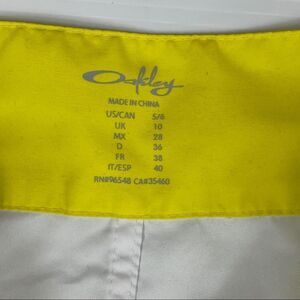 Oakley
MADE IN CHINA
US/CAN 5/6
UK 10
MX 28
D 36
FR 38
IT/ESP 40
RN#96548 CA#35460